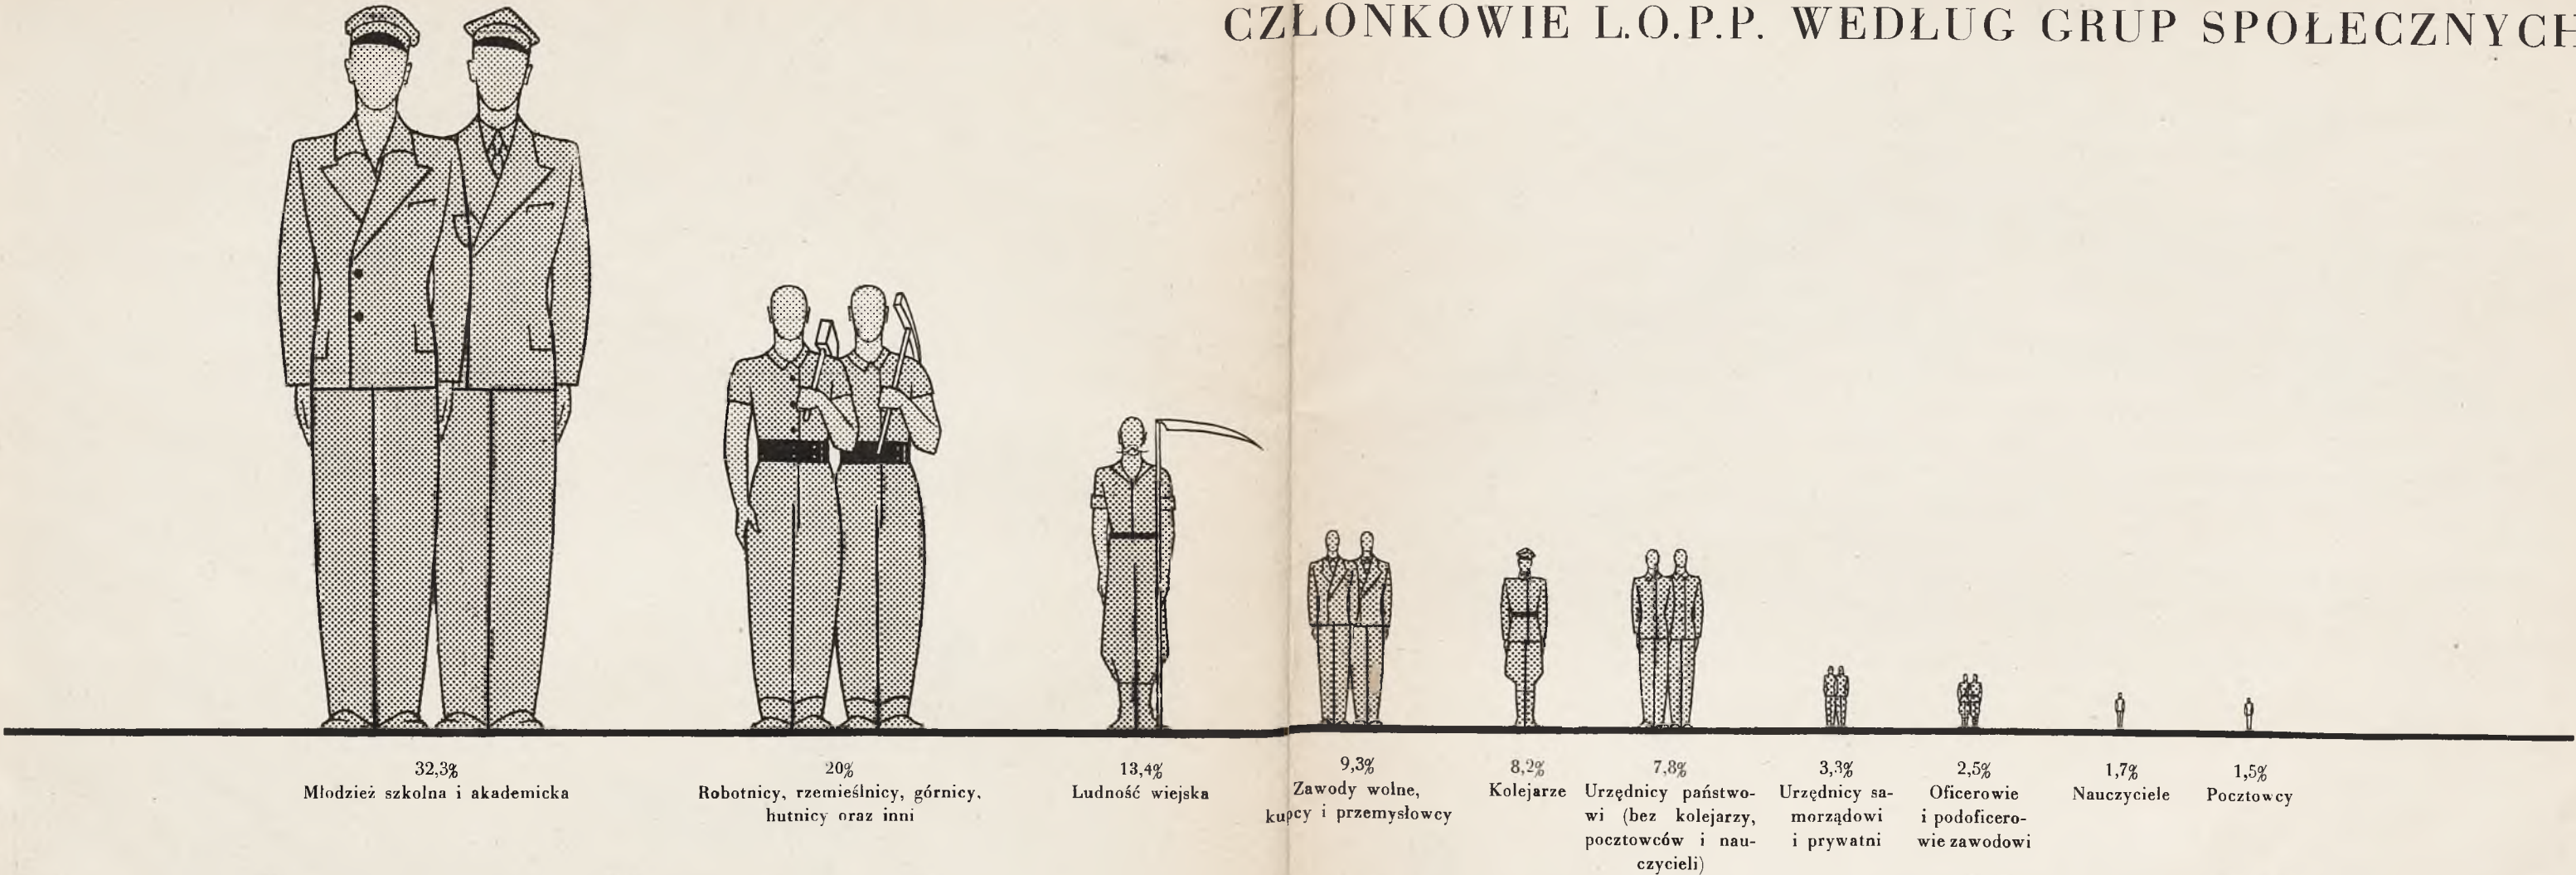 CZŁONKOWIE L.O.P.P. WEDŁUG GRUP SPOŁECZNYCH
32,3%
Młodzież szkolna i akademicka
20%
Robotnicy, rzemieślnicy, górnicy,
hutnicy oraz inni
13,4%
Ludność wiejska
9,3%
Zawody wolne,
kupcy i przemysłowcy
8,2%
Kolejarze
7,8%
Urzędnicy państwo-
wi (bez kolejarzy,
pocztowców i nau-
czycieli)
3,3%
Urzędnicy sa-
morządowi
i prywatni
2,5%
Oficerowie
i podoficero-
wie zawodowi
1,7%
Nauczyciele
1,5%
Pocztowcy